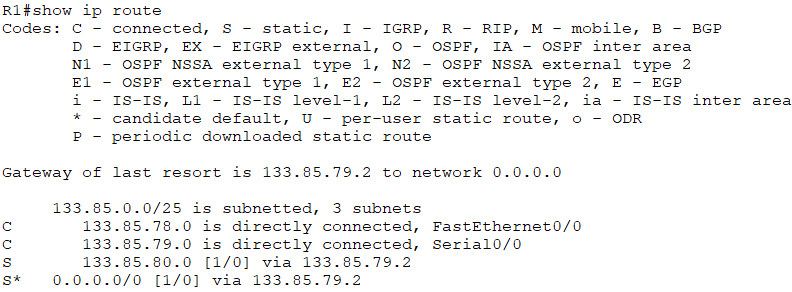 R1#show ip route
Codes: C - connected, S - static, I - IGRP, R - RIP, M - mobile, B - BGP
       D - EIGRP, EX - EIGRP external, O - OSPF, IA - OSPF inter area
       N1 - OSPF NSSA external type 1, N2 - OSPF NSSA external type 2
       E1 - OSPF external type 1, E2 - OSPF external type 2, E - EGP
       i - IS-IS, L1 - IS-IS level-1, L2 - IS-IS level-2, ia - IS-IS inter area
       * - candidate default, U - per-user static route, o - ODR
       P - periodic downloaded static route

Gateway of last resort is 133.85.79.2 to network 0.0.0.0

     133.85.0.0/25 is subnetted, 3 subnets
C       133.85.78.0 is directly connected, FastEthernet0/0
C       133.85.79.0 is directly connected, Serial0/0
S       133.85.80.0 [1/0] via 133.85.79.2
S*   0.0.0.0/0 [1/0] via 133.85.79.2